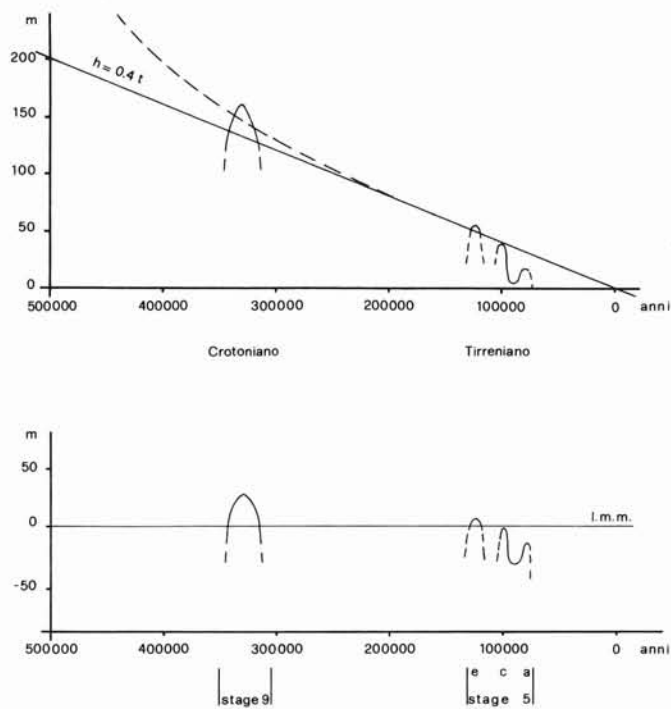 m
200
150
100
50
0
h = 0.4 t
500000 400000 300000 200000 100000 0 anni
Crotoniano Tirreniano
m
50
0
-50
l.m.m.
500000 400000 300000 200000 100000 0 anni
e c a
stage 9 stage 5